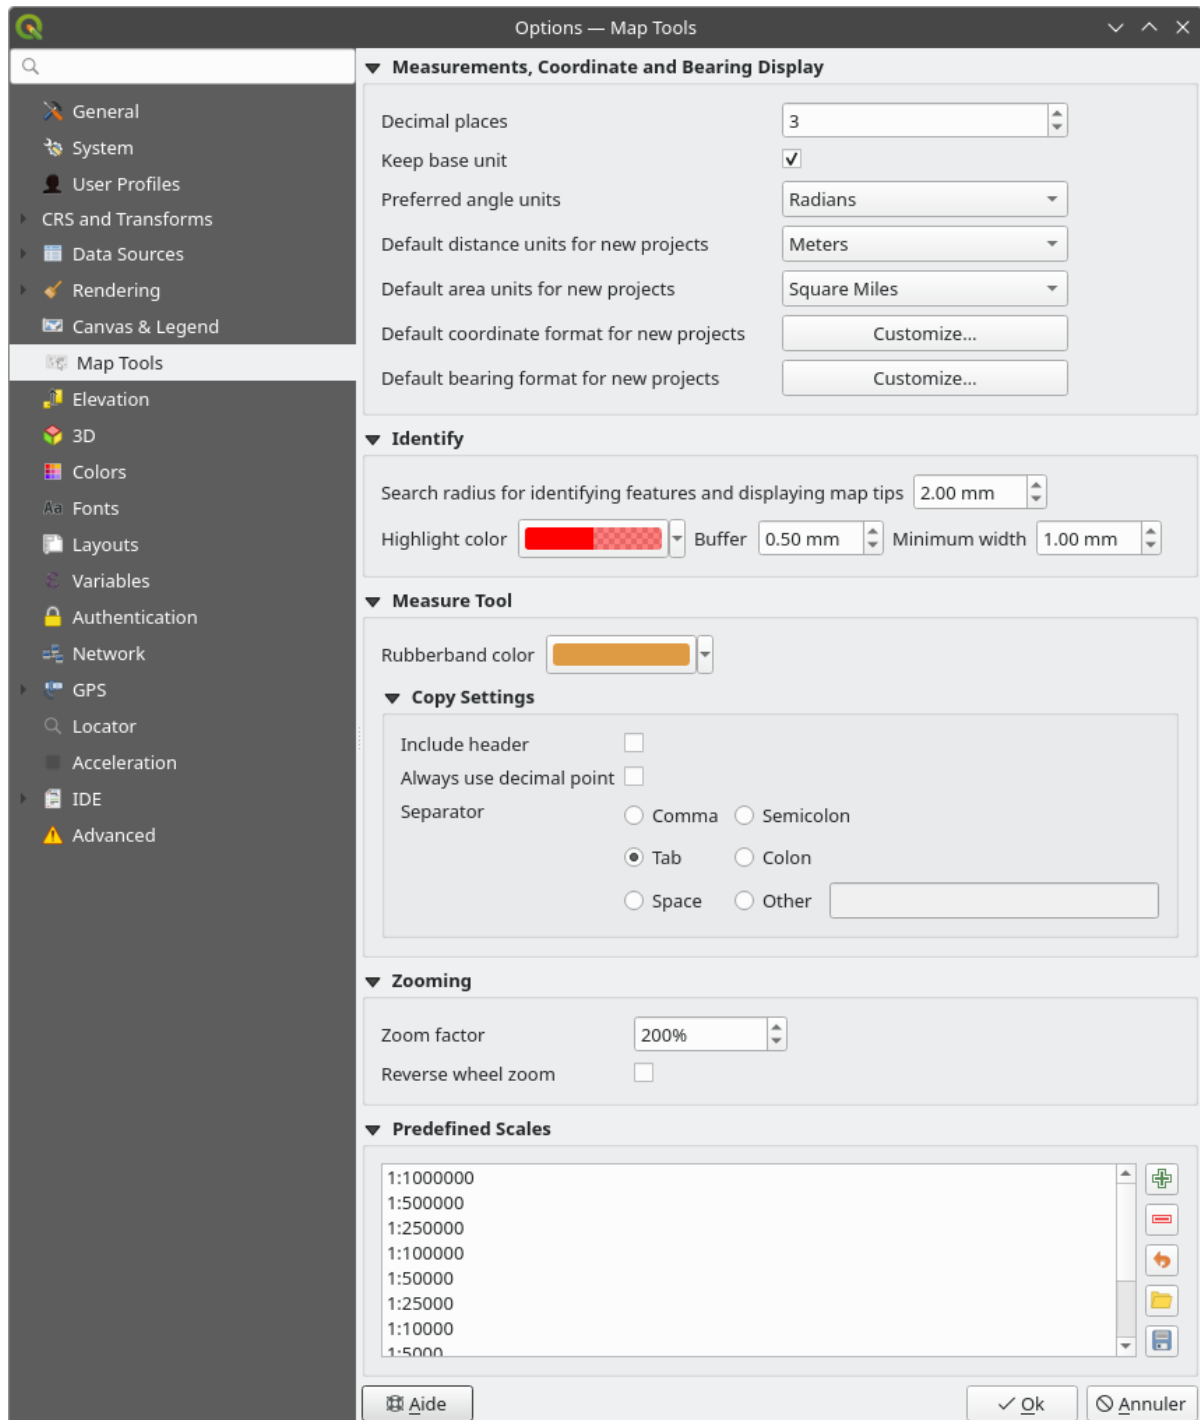 Options — Map Tools
General
System
User Profiles
CRS and Transforms
Data Sources
Rendering
Canvas & Legend
Map Tools
Elevation
3D
Colors
Aa Fonts
Layouts
Variables
Authentication
Network
GPS
Locator
Acceleration
IDE
Advanced
Measurements, Coordinate and Bearing Display
Decimal places 3
Keep base unit
Preferred angle units Radians
Default distance units for new projects Meters
Default area units for new projects Square Miles
Default coordinate format for new projects Customize...
Default bearing format for new projects Customize...
Identify
Search radius for identifying features and displaying map tips 2.00 mm
Highlight color Buffer 0.50 mm Minimum width 1.00 mm
Measure Tool
Rubberband color
Copy Settings
Include header
Always use decimal point
Separator Comma Semicolon
Tab Colon
Space Other
Zooming
Zoom factor 200%
Reverse wheel zoom
Predefined Scales
1:1000000
1:500000
1:250000
1:100000
1:50000
1:25000
1:10000
1:5000
Aide Ok Annuler